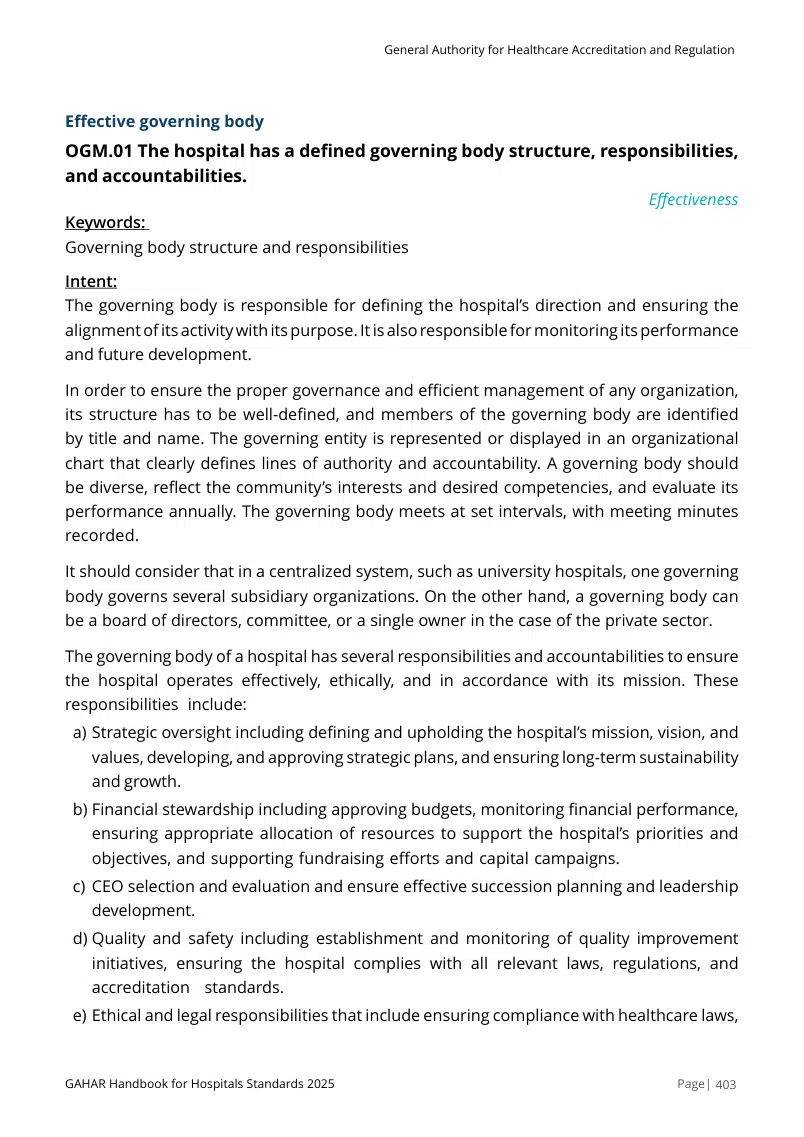 General Authority for Healthcare Accreditation and Regulation
Effective governing body
OGM.01 The hospital has a defined governing body structure, responsibilities,
and accountabilities.
Effectiveness
Keywords:
Governing body structure and responsibilities
Intent:
The governing body is responsible for defining the hospital’s direction and ensuring the
alignment of its activity with its purpose. It is also responsible for monitoring its performance
and future development.
In order to ensure the proper governance and efficient management of any organization,
its structure has to be well-defined, and members of the governing body are identified
by title and name. The governing entity is represented or displayed in an organizational
chart that clearly defines lines of authority and accountability. A governing body should
be diverse, reflect the community’s interests and desired competencies, and evaluate its
performance annually. The governing body meets at set intervals, with meeting minutes
recorded.
It should consider that in a centralized system, such as university hospitals, one governing
body governs several subsidiary organizations. On the other hand, a governing body can
be a board of directors, committee, or a single owner in the case of the private sector.
The governing body of a hospital has several responsibilities and accountabilities to ensure
the hospital operates effectively, ethically, and in accordance with its mission. These
responsibilities include:
a) Strategic oversight including defining and upholding the hospital’s mission, vision, and
values, developing, and approving strategic plans, and ensuring long-term sustainability
and growth.
b) Financial stewardship including approving budgets, monitoring financial performance,
ensuring appropriate allocation of resources to support the hospital’s priorities and
objectives, and supporting fundraising efforts and capital campaigns.
c) CEO selection and evaluation and ensure effective succession planning and leadership
development.
d) Quality and safety including establishment and monitoring of quality improvement
initiatives, ensuring the hospital complies with all relevant laws, regulations, and
accreditation standards.
e) Ethical and legal responsibilities that include ensuring compliance with healthcare laws,
GAHAR Handbook for Hospitals Standards 2025
Page| 403